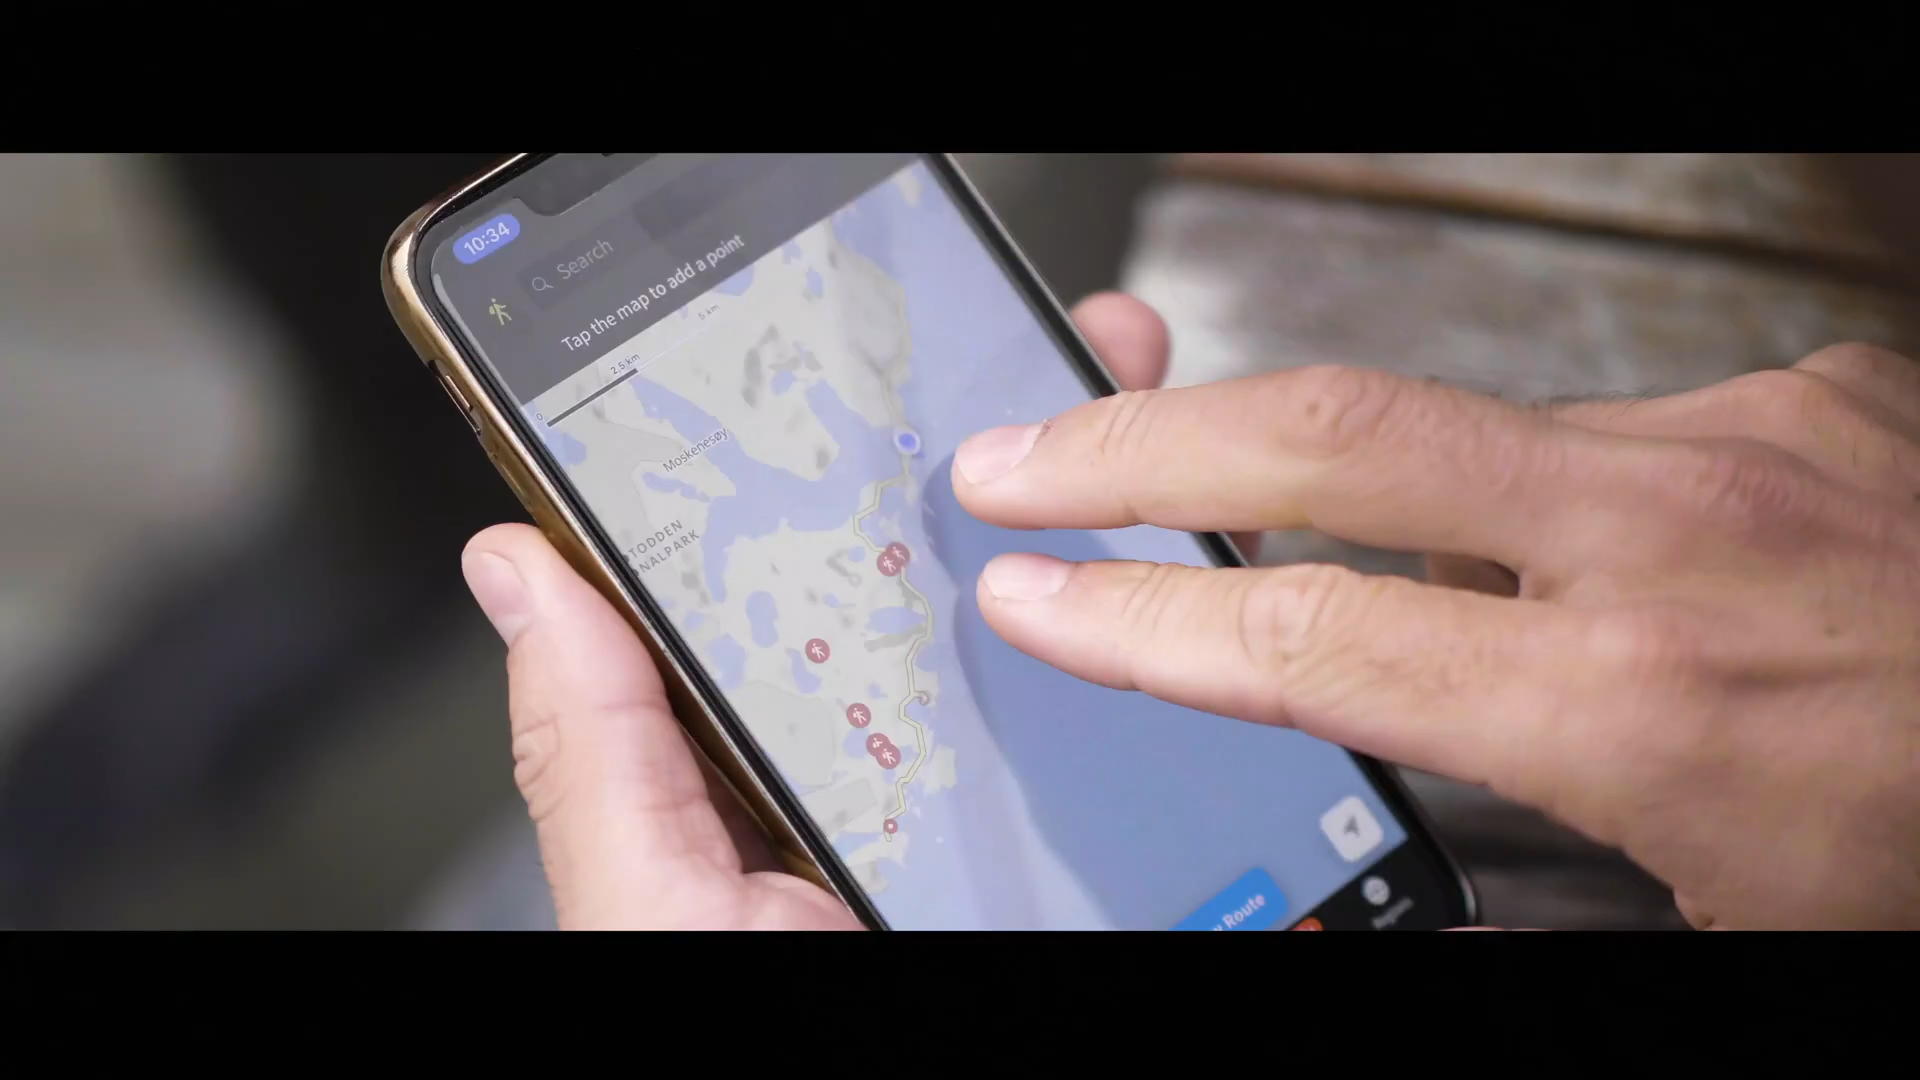 10:34
Search
Tap the map to add a point
0 2,5 km 5 km
Moskenesøy
TODDEN
NALPARK
Route